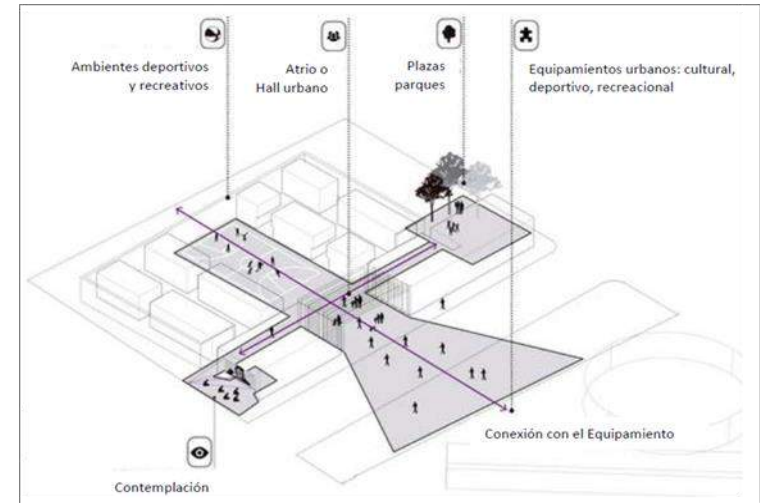 Ambientes deportivos
y recreativos
Atrio o
Hall urbano
Plazas
parques
Equipamientos urbanos: cultural,
deportivo, recreacional
Conexión con el Equipamiento
Contemplación